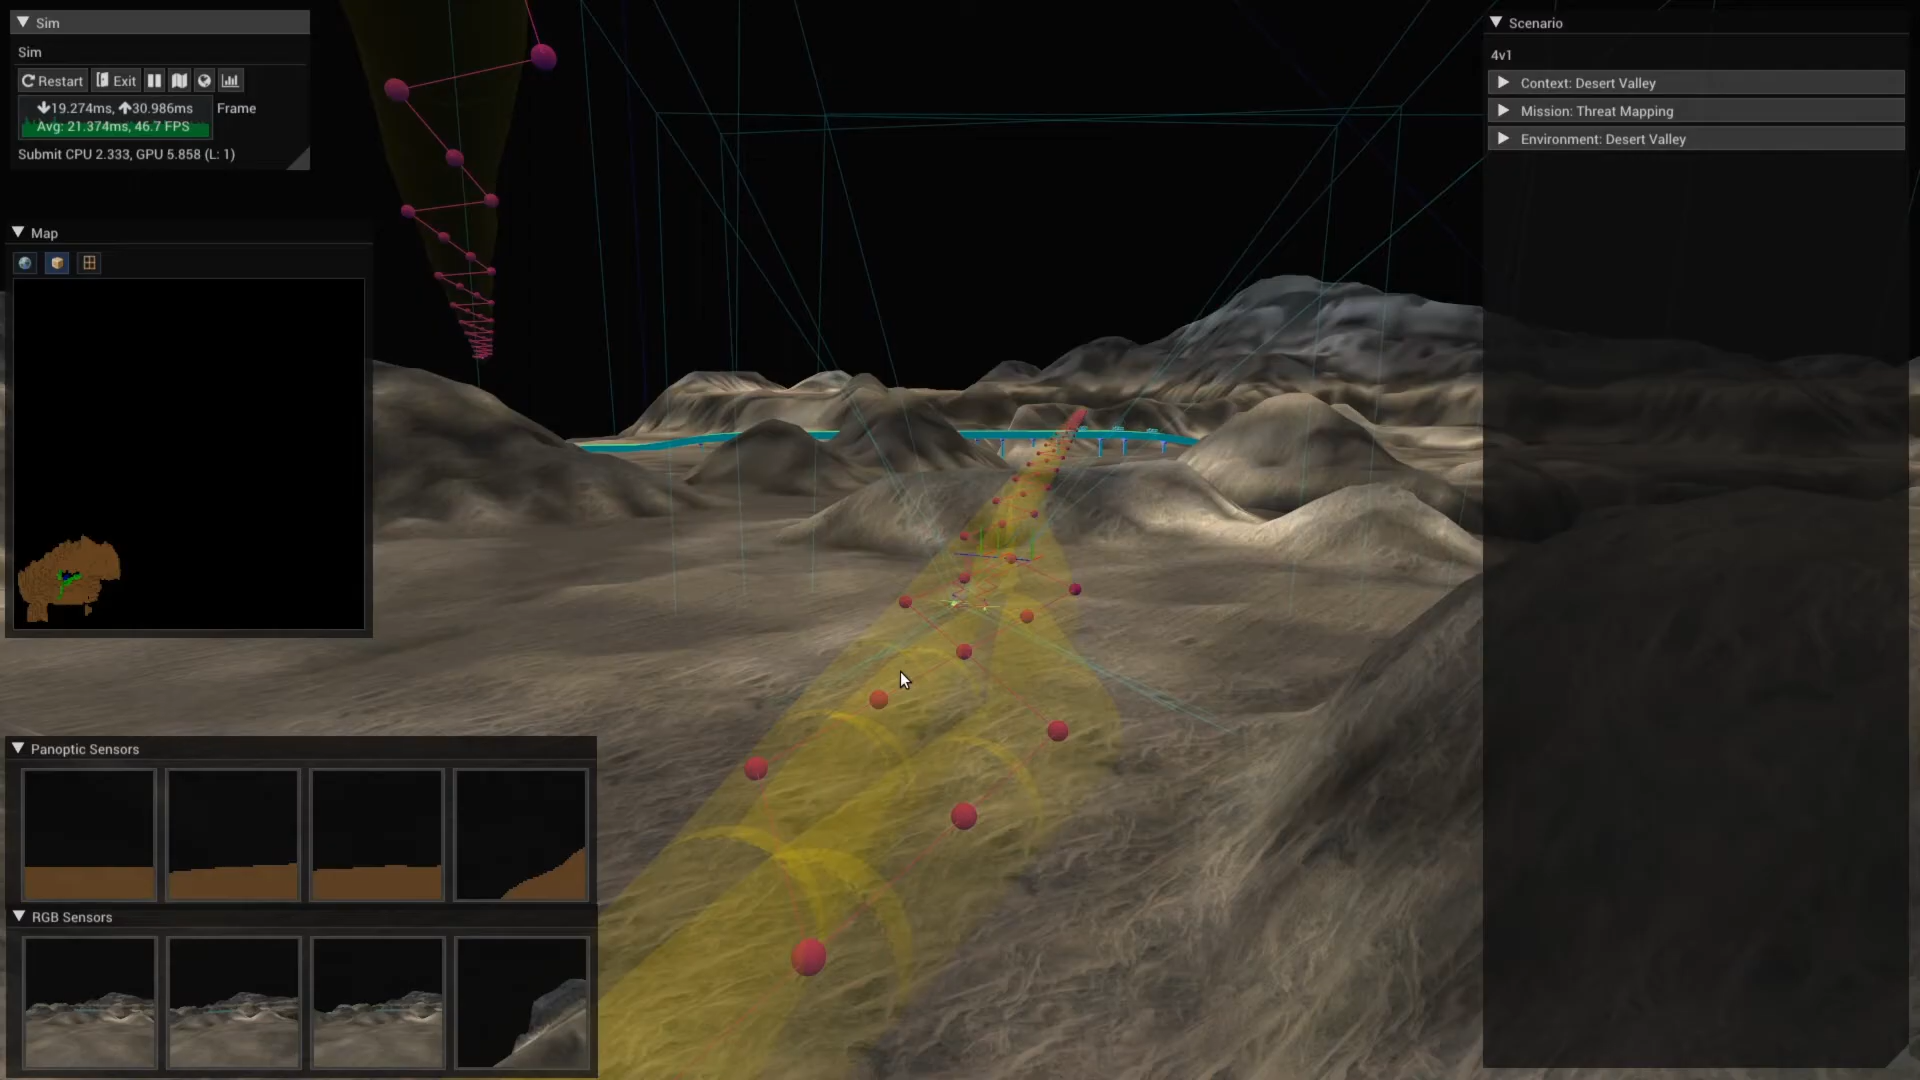 Sim
Sim
Restart
Exit
19.274ms, 30.986ms
Frame
Avg: 21.374ms, 46.7 FPS
Submit CPU 2.333, GPU 5.858 (L: 1)
Map
Panoptic Sensors
RGB Sensors
Scenario
4v1
Context: Desert Valley
Mission: Threat Mapping
Environment: Desert Valley